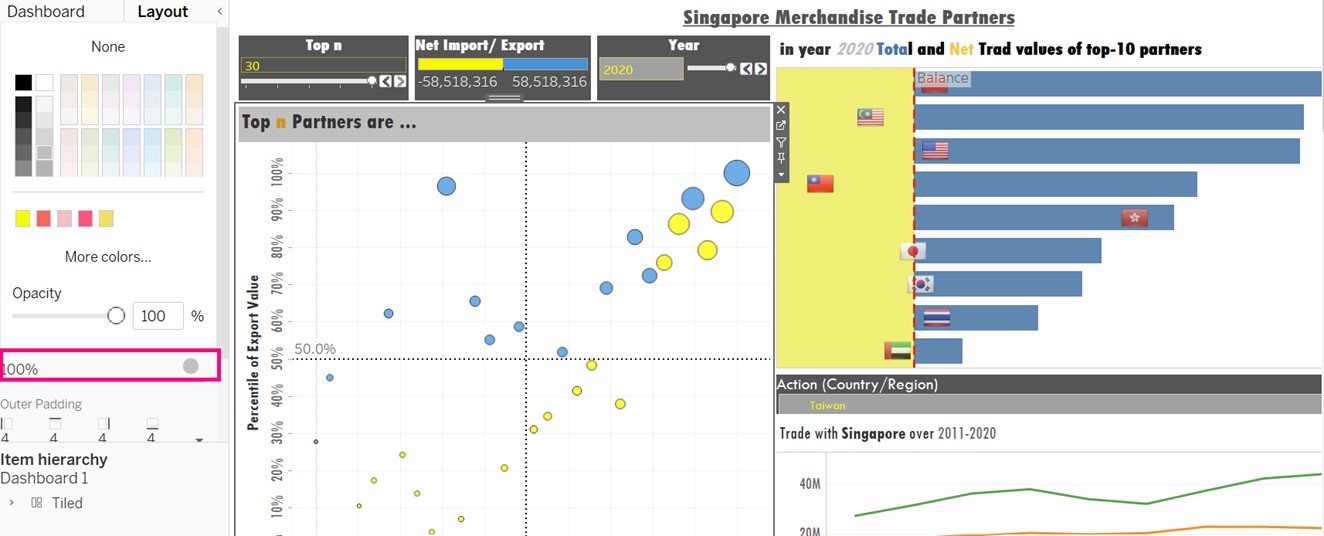 Dashboard
Layout
None
More colors...
Opacity
100 %
100%
Outer Padding
4 4 4 4
Item hierarchy
Dashboard 1
Tiled
Singapore Merchandise Trade Partners
Top n
30
Net Import/ Export
-58,518,316 58,518,316
Year
2020
in year 2020 Total and Net Trad values of top-10 partners
Balance
Top n Partners are ...
Percentile of Export Value
100%
90%
80%
70%
60%
50%
40%
30%
20%
10%
50.0%
Action (Country/Region)
Taiwan
Trade with Singapore over 2011-2020
40M
20M